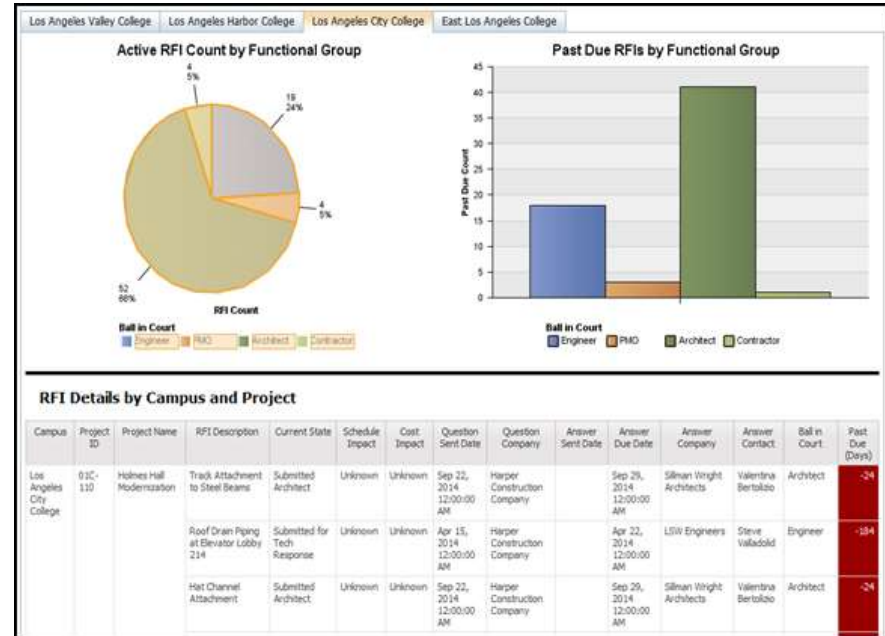 Los Angeles Valley College
Los Angeles Harbor College
Los Angeles City College
East Los Angeles College
Active RFI Count by Functional Group
4
5%
19
24%
4
5%
52
66%
RFI Count
Ball in Court
Engineer
PMO
Architect
Contractor
Past Due RFIs by Functional Group
Past Due Count
45
40
35
30
25
20
15
10
5
0
Ball in Court
Engineer
PMO
Architect
Contractor
RFI Details by Campus and Project
Campus
Project
ID
Project Name
RFI Description
Current State
Schedule
Impact
Cost
Impact
Question
Sent Date
Question
Company
Answer
Sent Date
Answer
Due Date
Answer
Company
Answer
Contact
Ball in
Court
Past
Due
(Days)
Los
Angeles
City
College
01C-
110
Holmes Hall
Modernization
Track Attachment
to Steel Beams
Submitted
Architect
Unknown
Unknown
Sep 22,
2014
12:00:00
AM
Harper
Construction
Company
Sep 29,
2014
12:00:00
AM
Sillman Wright
Architects
Valentina
Bertolizio
Architect
-24
Roof Drain Piping
at Elevator Lobby
214
Submitted for
Tech
Response
Unknown
Unknown
Apr 15,
2014
12:00:00
AM
Harper
Construction
Company
Apr 22,
2014
12:00:00
AM
LSW Engineers
Steve
Valladolid
Engineer
-184
Hat Channel
Attachment
Submitted
Architect
Unknown
Unknown
Sep 22,
2014
12:00:00
AM
Harper
Construction
Company
Sep 29,
2014
12:00:00
AM
Sillman Wright
Architects
Valentina
Bertolizio
Architect
-24